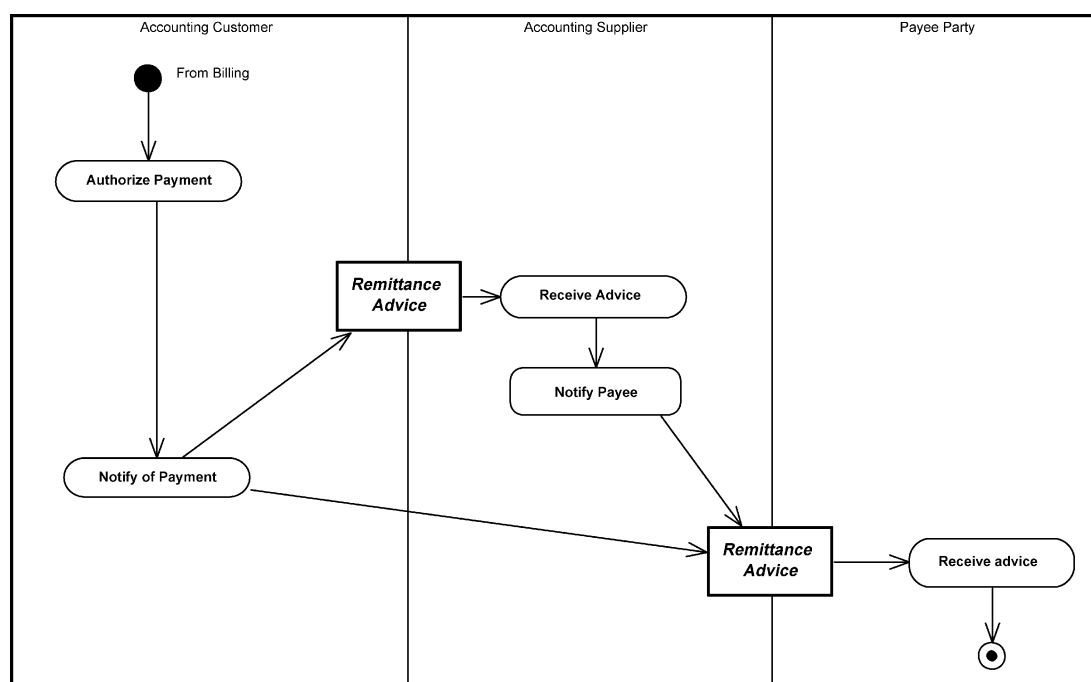 Accounting Customer
Accounting Supplier
Payee Party
From Billing
Authorize Payment
Remittance
Advice
Receive Advice
Notify Payee
Notify of Payment
Remittance
Advice
Receive advice